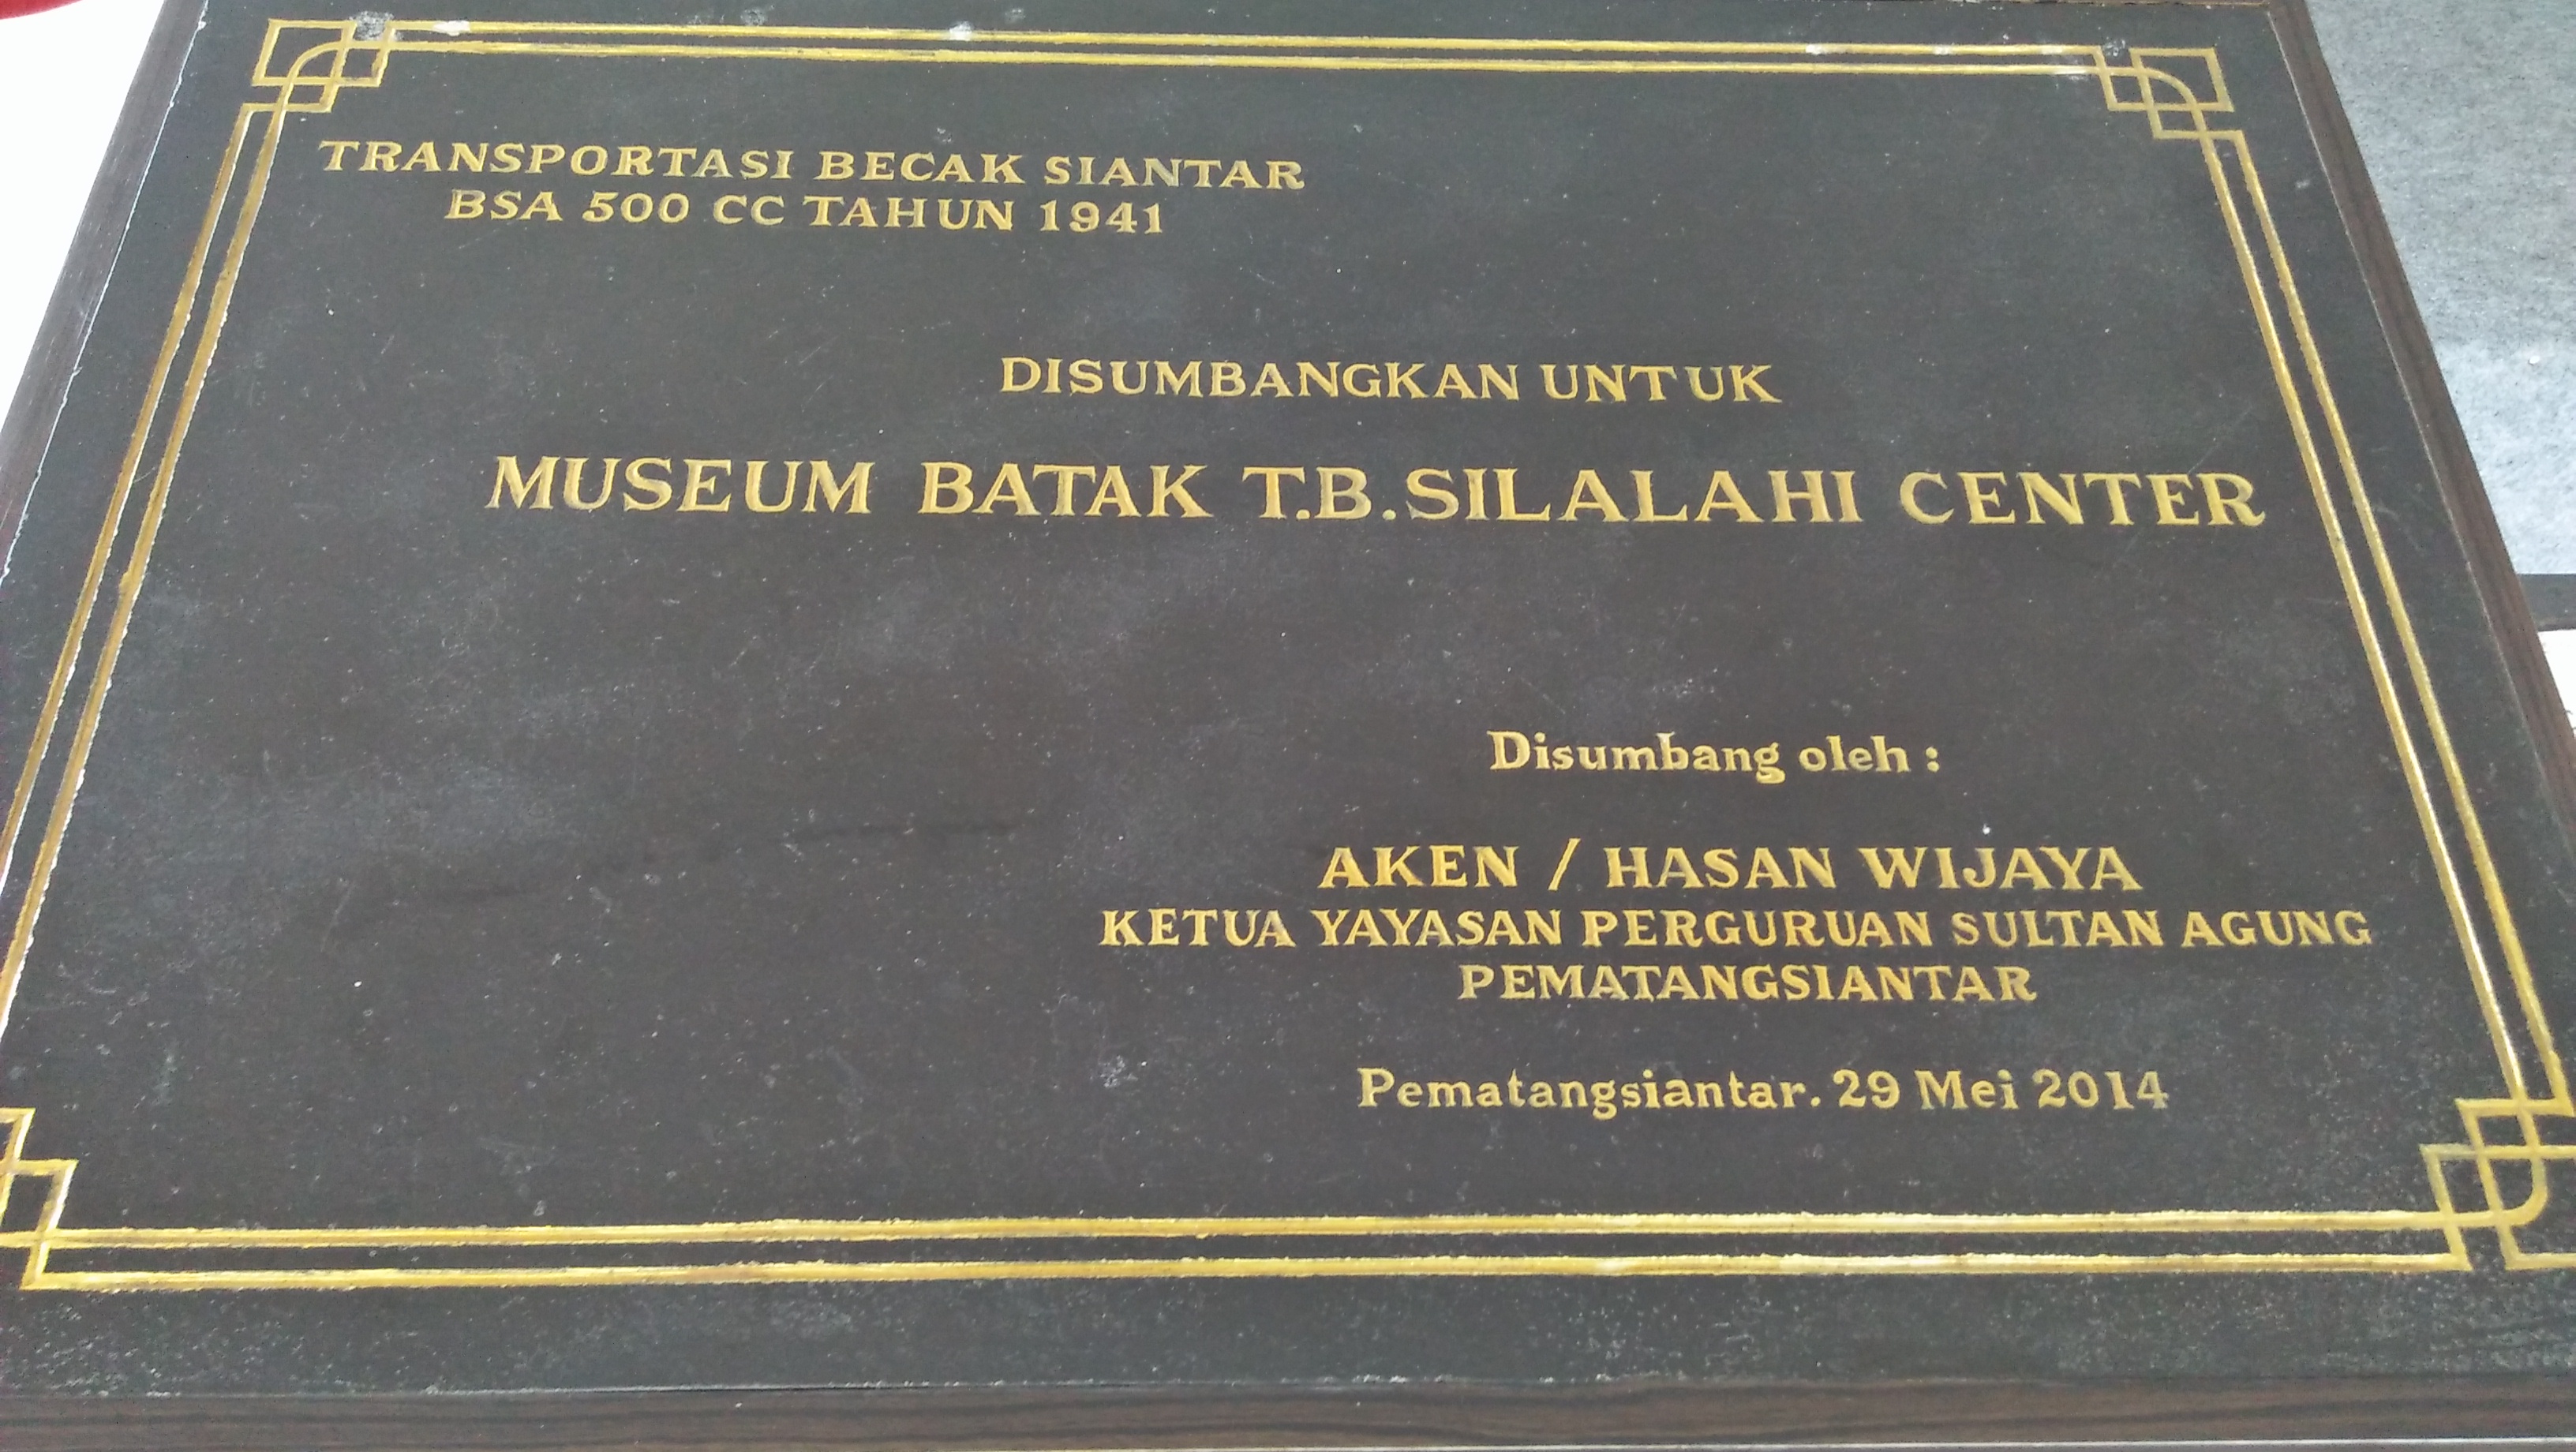 TRANSPORTASI BECAK SIANTAR
BSA 500 CC TAHUN 1941
DISUMBANGKAN UNTUK
MUSEUM BATAK T.B.SILALAHI CENTER
Disumbang oleh :
AKEN / HASAN WIJAYA
KETUA YAYASAN PERGURUAN SULTAN AGUNG
PEMATANGSIANTAR
Pematangsiantar. 29 Mei 2014